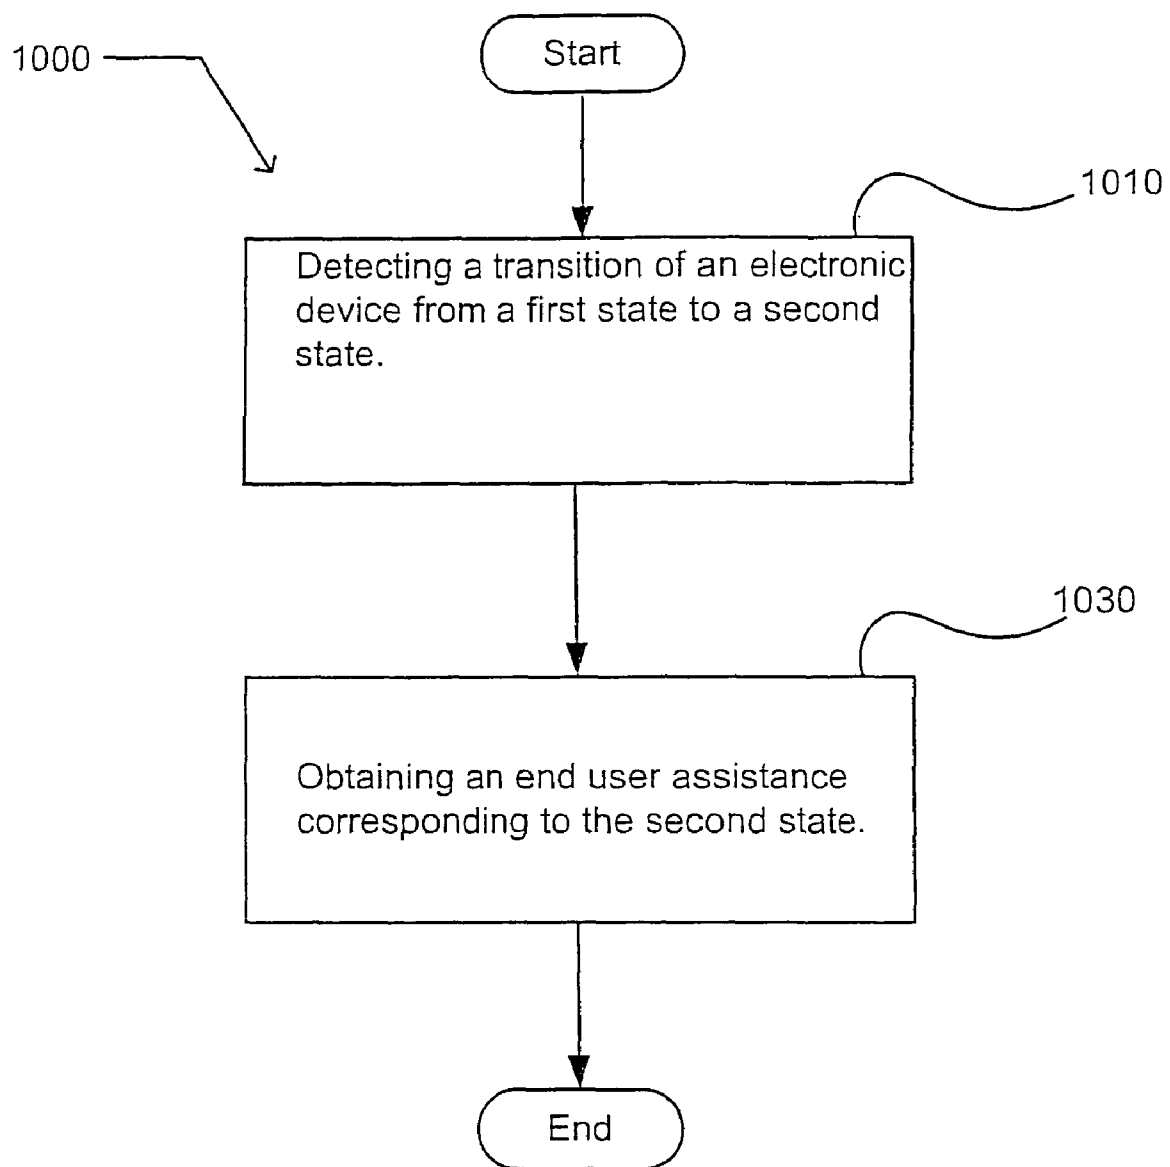 1000
Start
1010
Detecting a transition of an electronic
device from a first state to a second
state.
1030
Obtaining an end user assistance
corresponding to the second state.
End